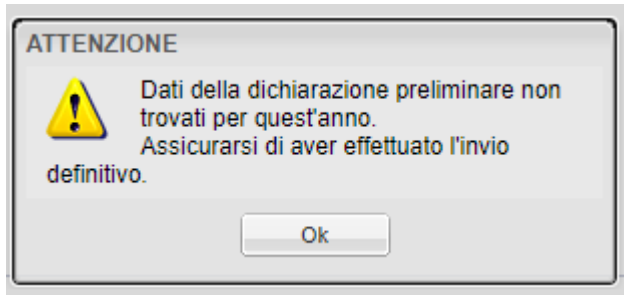 ATTENZIONE
Dati della dichiarazione preliminare non
trovati per quest'anno.
Assicurarsi di aver effettuato l'invio
definitivo.
Ok